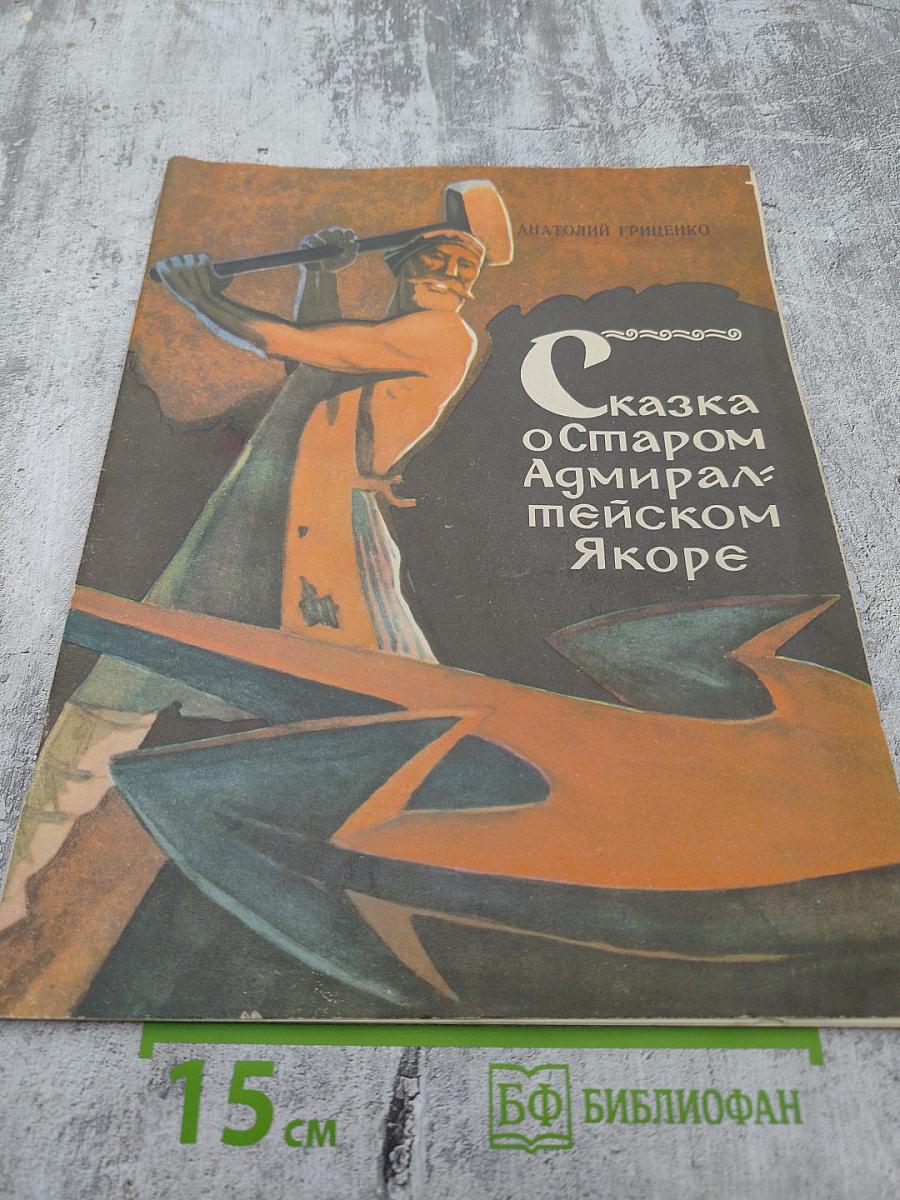 АНАТОЛИЙ ГРИЦЕНКО
Сказка
о Старом
Адмирал=
тейском
Якоре
15 см
БФ БИБЛИОФАН